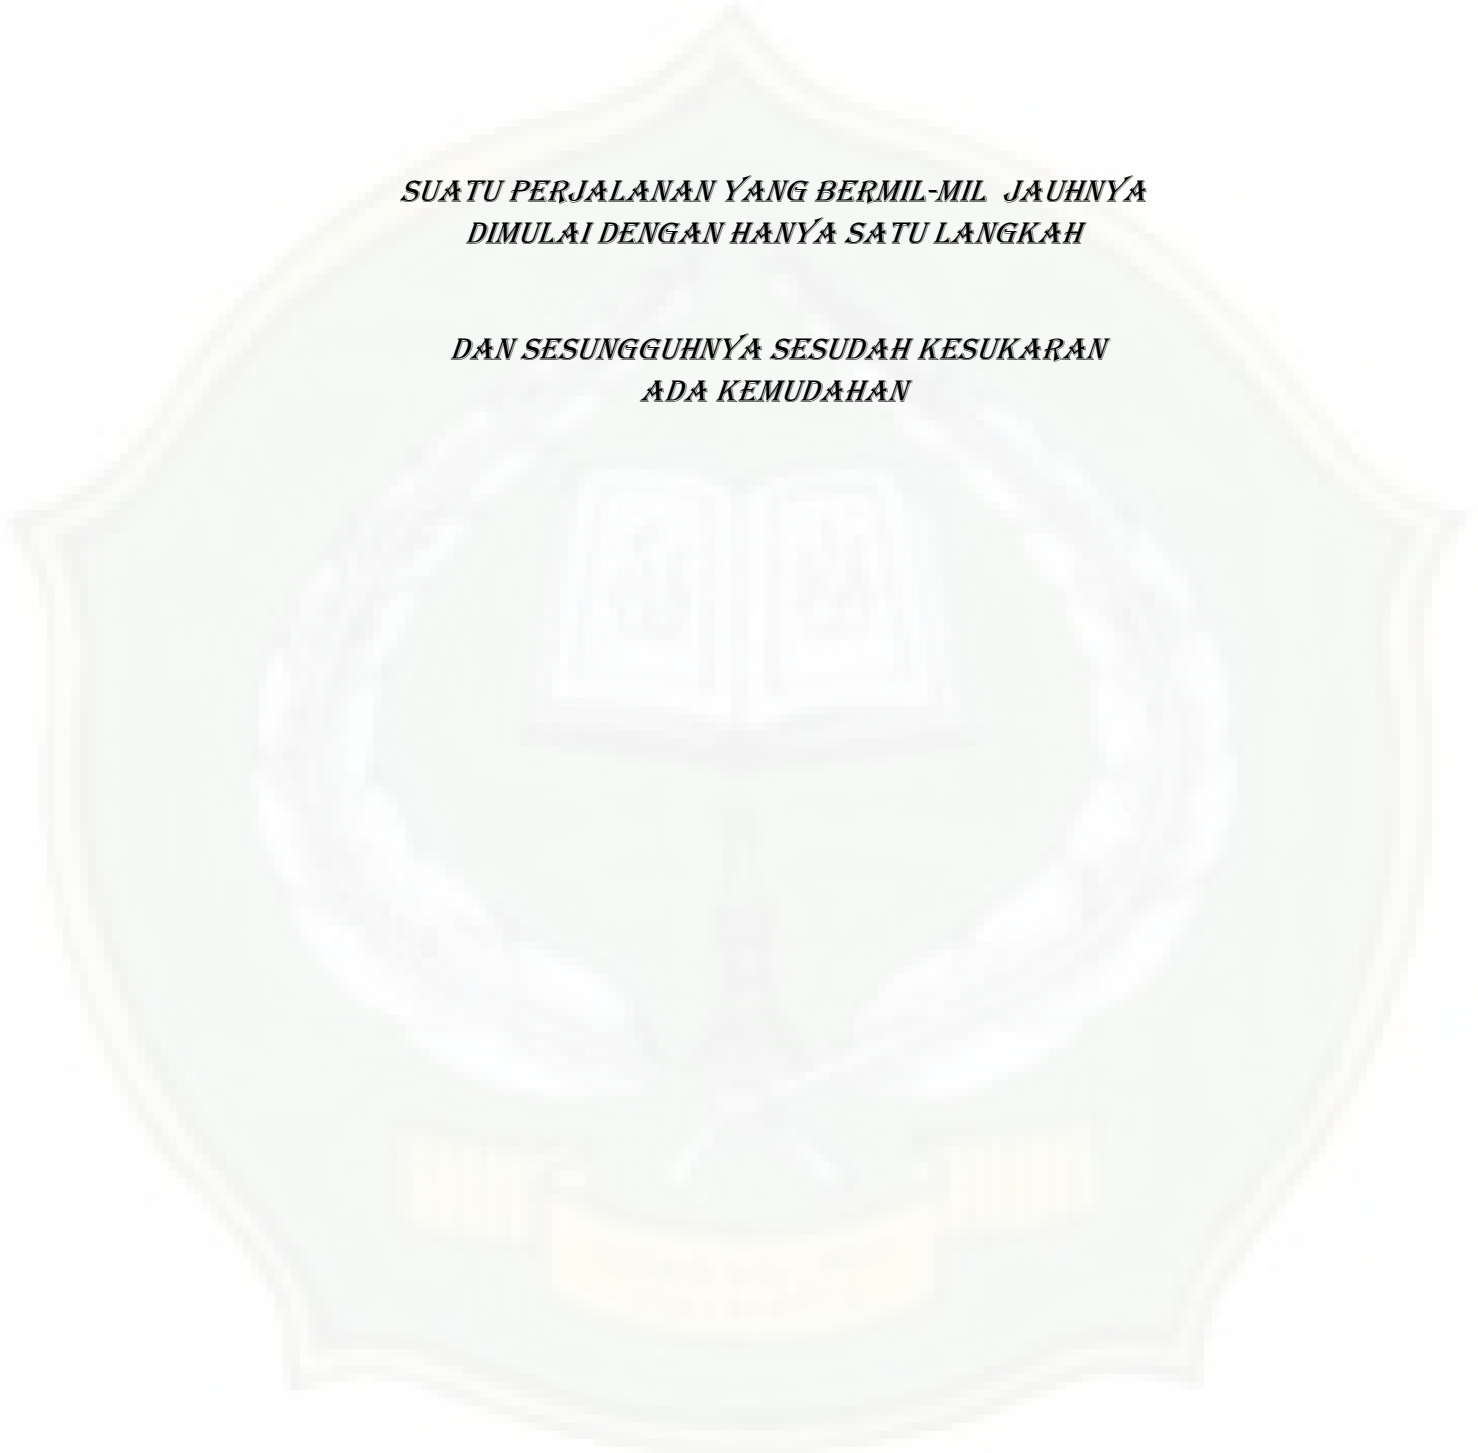 SUATU PERJALANAN YANG BERMIL-MIL JAUHNYA
DIMULAI DENGAN HANYA SATU LANGKAH
DAN SESUNGGUHNYA SESUDAH KESUKARAN
ADA KEMUDAHAN